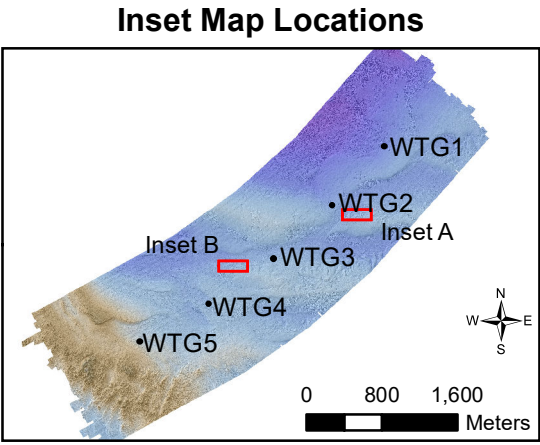 Inset Map Locations
WTG1
WTG2
Inset A
Inset B
WTG3
WTG4
WTG5
N
W E
S
0 800 1,600
Meters